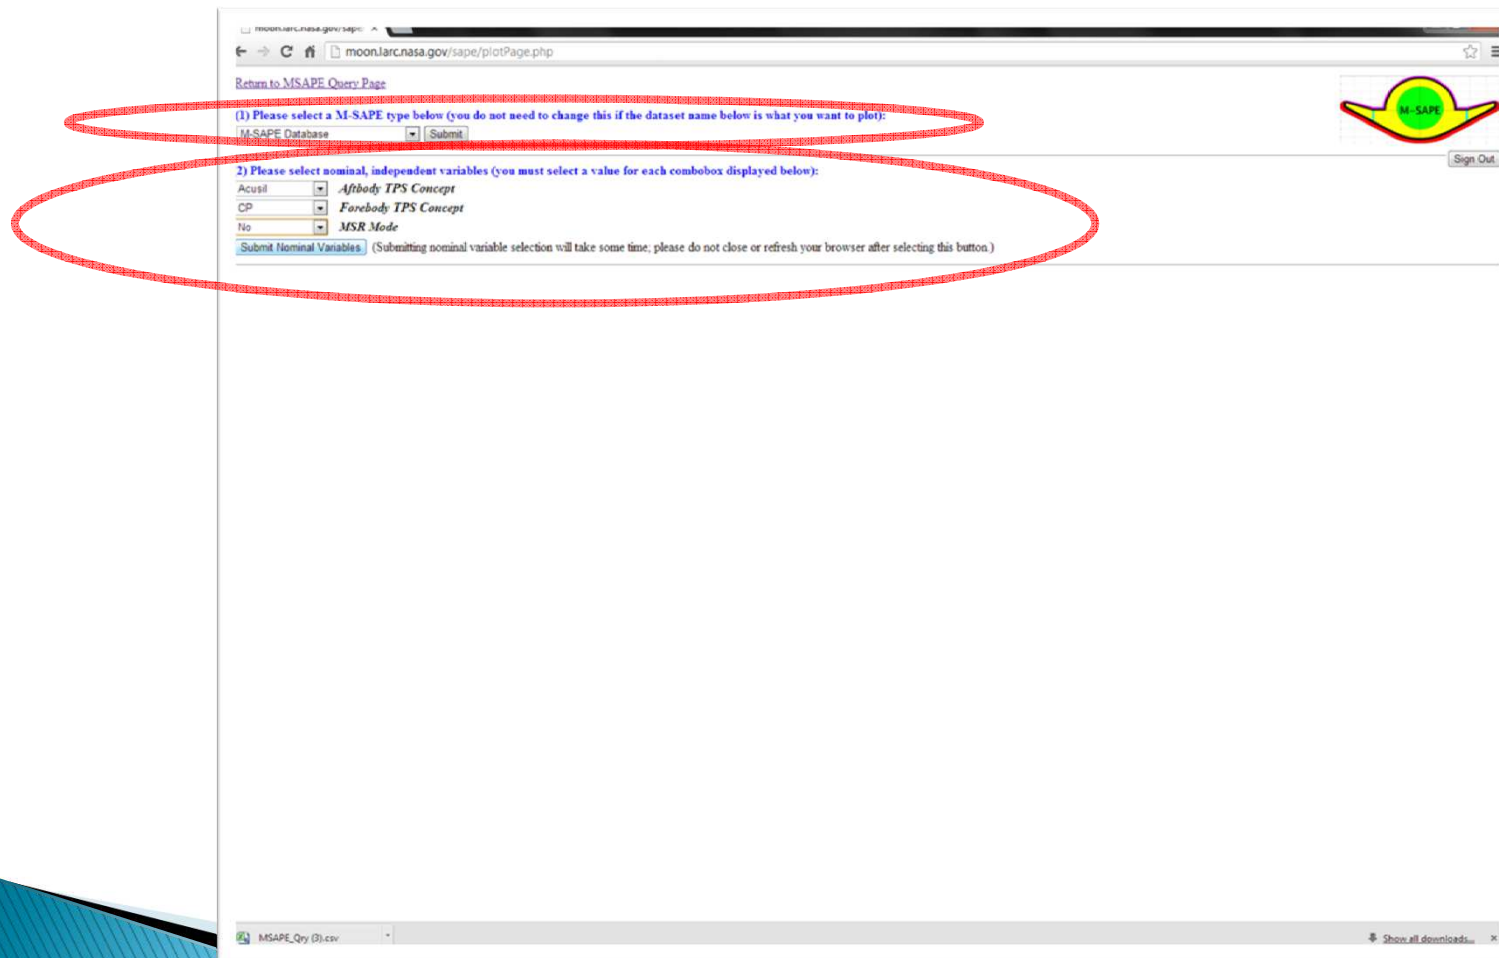 moon.larc.nasa.gov/sape
moon.larc.nasa.gov/sape/plotPage.php
Return to MSAPE Query Page
M-SAPE
(1) Please select a M-SAPE type below (you do not need to change this if the dataset name below is what you want to plot):
M-SAPE Database Submit
Sign Out
2) Please select nominal, independent variables (you must select a value for each combobox displayed below):
Acusil Aftbody TPS Concept
CP Forebody TPS Concept
No MSR Mode
Submit Nominal Variables (Submitting nominal variable selection will take some time; please do not close or refresh your browser after selecting this button.)
MSAPE_Qry (3).csv Show all downloads...